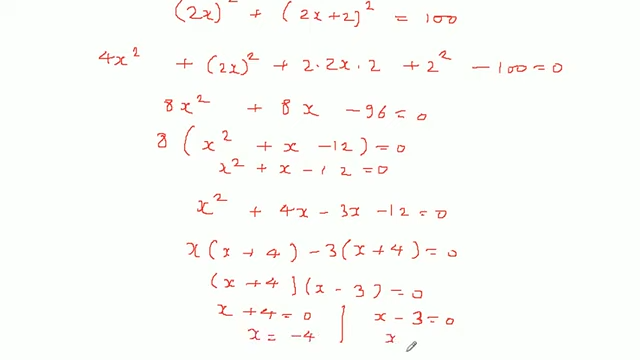 (2x)² + (2x+2)² = 100
4x² + (2x)² + 2·2x·2 + 2² - 100 = 0
8x² + 8x - 96 = 0
8 (x² + x - 12) = 0
x² + x - 12 = 0
x² + 4x - 3x - 12 = 0
x(x + 4) - 3(x + 4) = 0
(x + 4) (x - 3) = 0
x + 4 = 0 | x - 3 = 0
x = -4 | x